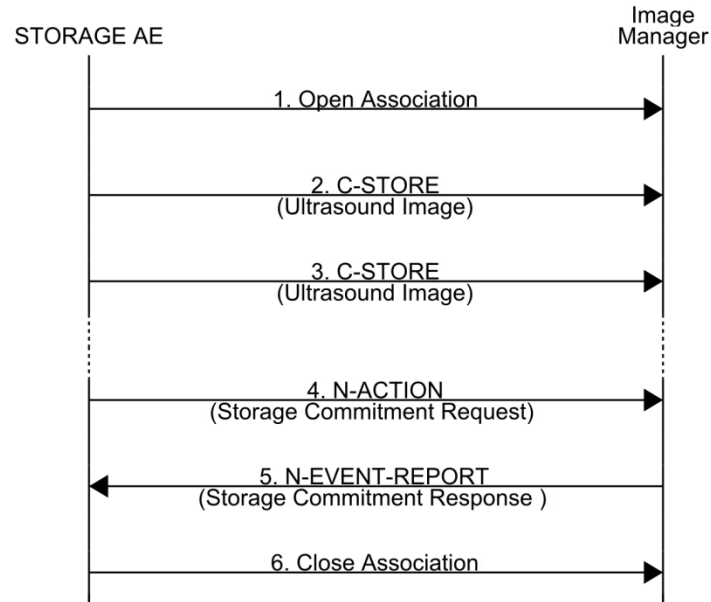 STORAGE AE
Image
Manager
1. Open Association
2. C-STORE
(Ultrasound Image)
3. C-STORE
(Ultrasound Image)
4. N-ACTION
(Storage Commitment Request)
5. N-EVENT-REPORT
(Storage Commitment Response )
6. Close Association